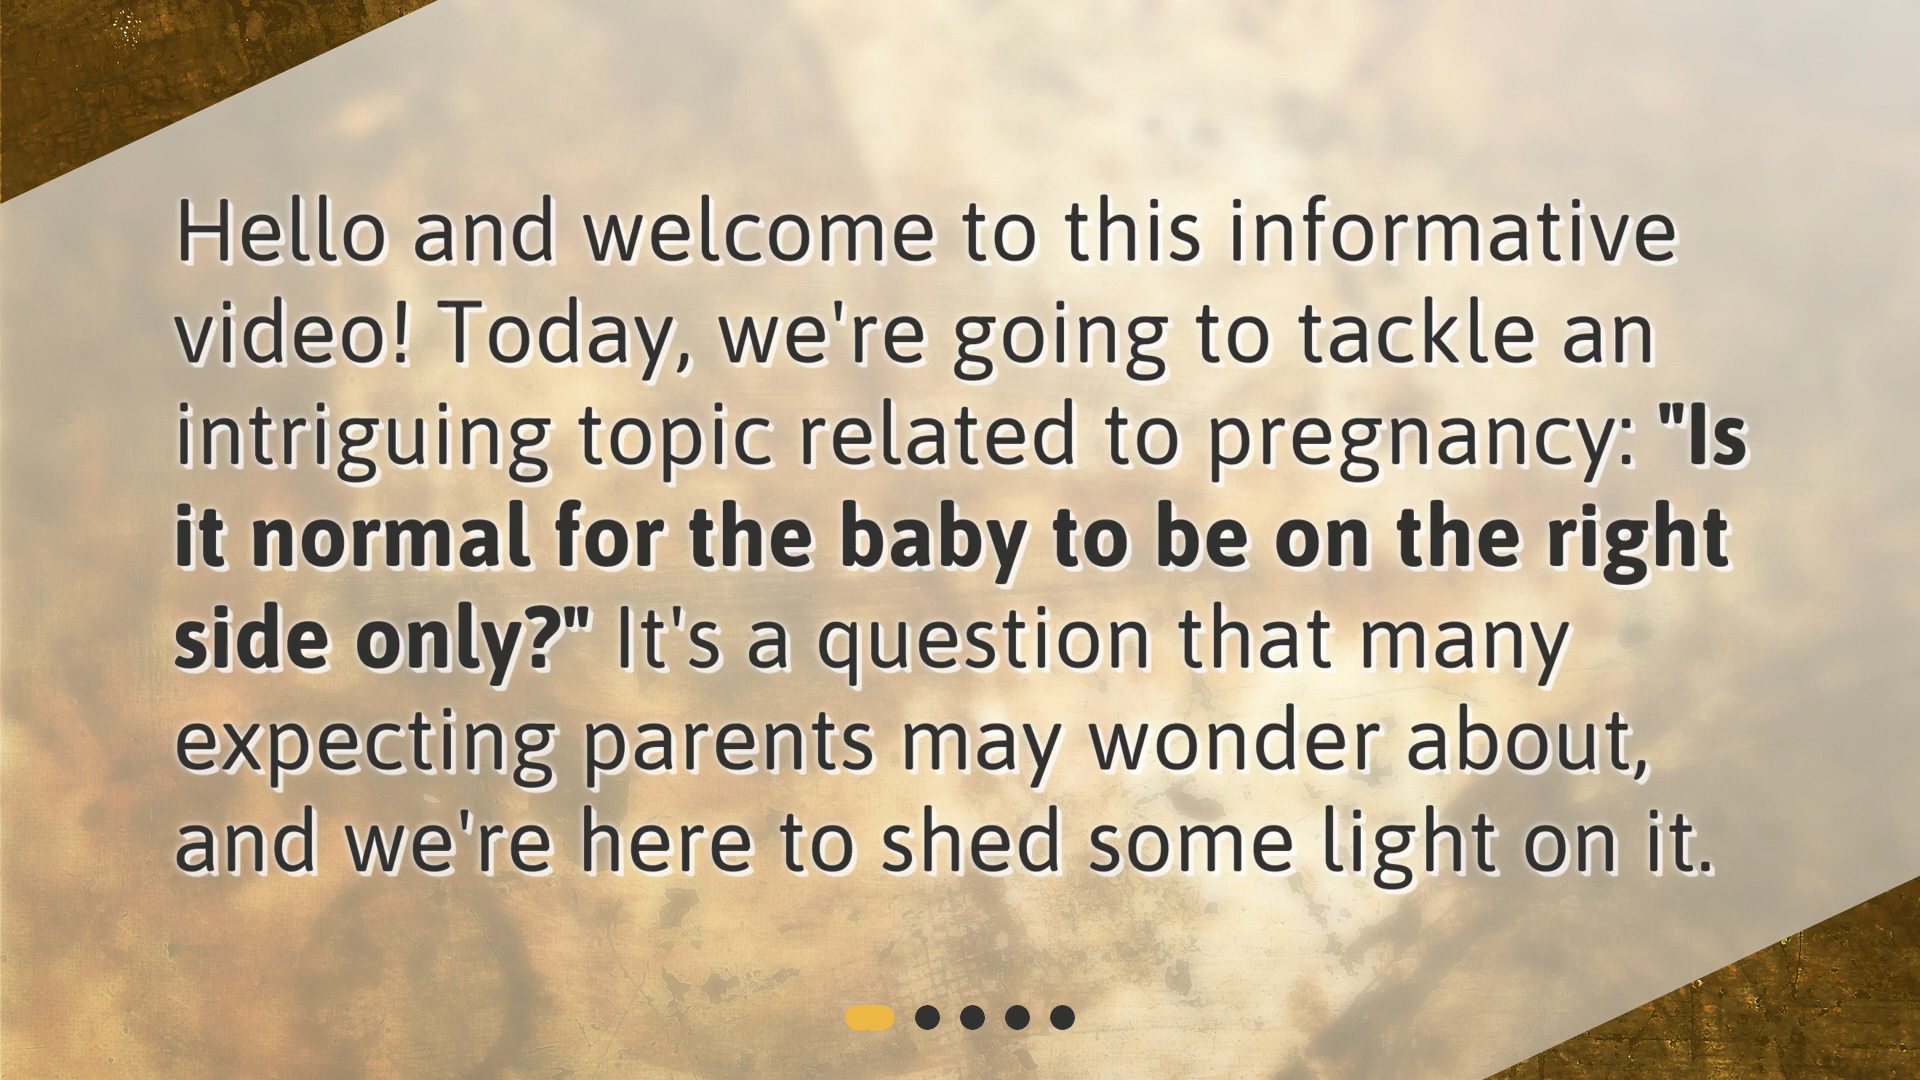 Hello and welcome to this informative
video! Today, we're going to tackle an
intriguing topic related to pregnancy: "Is
it normal for the baby to be on the right
side only?" It's a question that many
expecting parents may wonder about,
and we're here to shed some light on it.